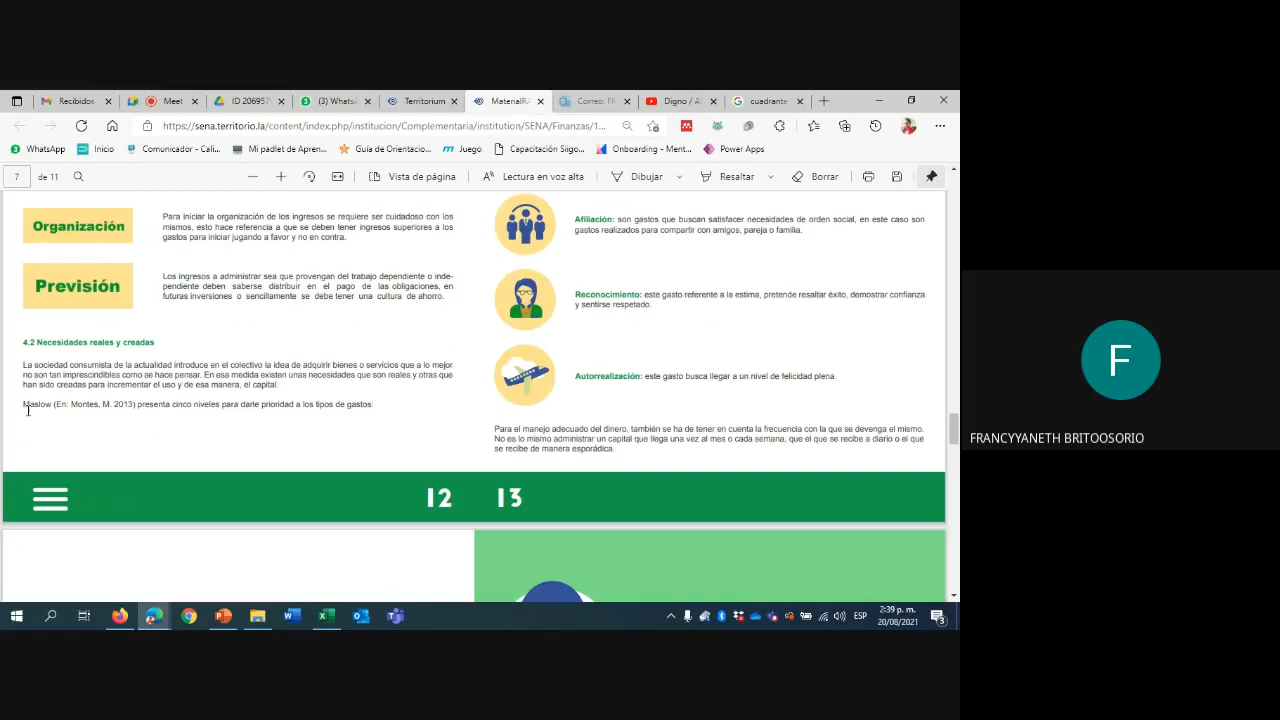 Recibidos
Meet
ID 206957
(3) Whats
Territorium
MaterialR
Correo: FR
Digno / Al
cuadrante
https://sena.territorio.la/content/index.php/institucion/Complementaria/institution/SENA/Finanzas/1...
WhatsApp
Inicio
Comunicador - Cali...
Mi padlet de Apren...
Guía de Orientacio...
Juego
Capacitación Siigo...
Onboarding - Ment...
Power Apps
7 de 11
Vista de página
Lectura en voz alta
Dibujar
Resaltar
Borrar
Organización
Para iniciar la organización de los ingresos se requiere ser cuidadoso con los
mismos, esto hace referencia a que se deben tener ingresos superiores a los
gastos para iniciar jugando a favor y no en contra.
Previsión
Los ingresos a administrar sea que provengan del trabajo dependiente o inde-
pendiente deben saberse distribuir en el pago de las obligaciones, en
futuras inversiones o sencillamente se debe tener una cultura de ahorro.
4.2 Necesidades reales y creadas
La sociedad consumista de la actualidad introduce en el colectivo la idea de adquirir bienes o servicios que a lo mejor
no son tan imprescindibles como se hace pensar. En esa medida existen unas necesidades que son reales y otras que
han sido creadas para incrementar el uso y de esa manera, el capital.
Maslow (En: Montes, M. 2013) presenta cinco niveles para darle prioridad a los tipos de gastos:
Afiliación: son gastos que buscan satisfacer necesidades de orden social, en este caso son
gastos realizados para compartir con amigos, pareja o familia.
Reconocimiento: este gasto referente a la estima, pretende resaltar éxito, demostrar confianza
y sentirse respetado.
Autorrealización: este gasto busca llegar a un nivel de felicidad plena.
Para el manejo adecuado del dinero, también se ha de tener en cuenta la frecuencia con la que se devenga el mismo.
No es lo mismo administrar un capital que llega una vez al mes o cada semana, que el que se recibe a diario o el que
se recibe de manera esporádica.
12 13
F
FRANCYYANETH BRITOOSORIO
ESP
2:39 p. m.
20/08/2021
3